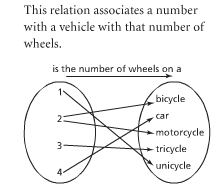 This relation associates a number
with a vehicle with that number of
wheels.
is the number of wheels on a
1
bicycle
2
car
motorcycle
3
tricycle
unicycle
4